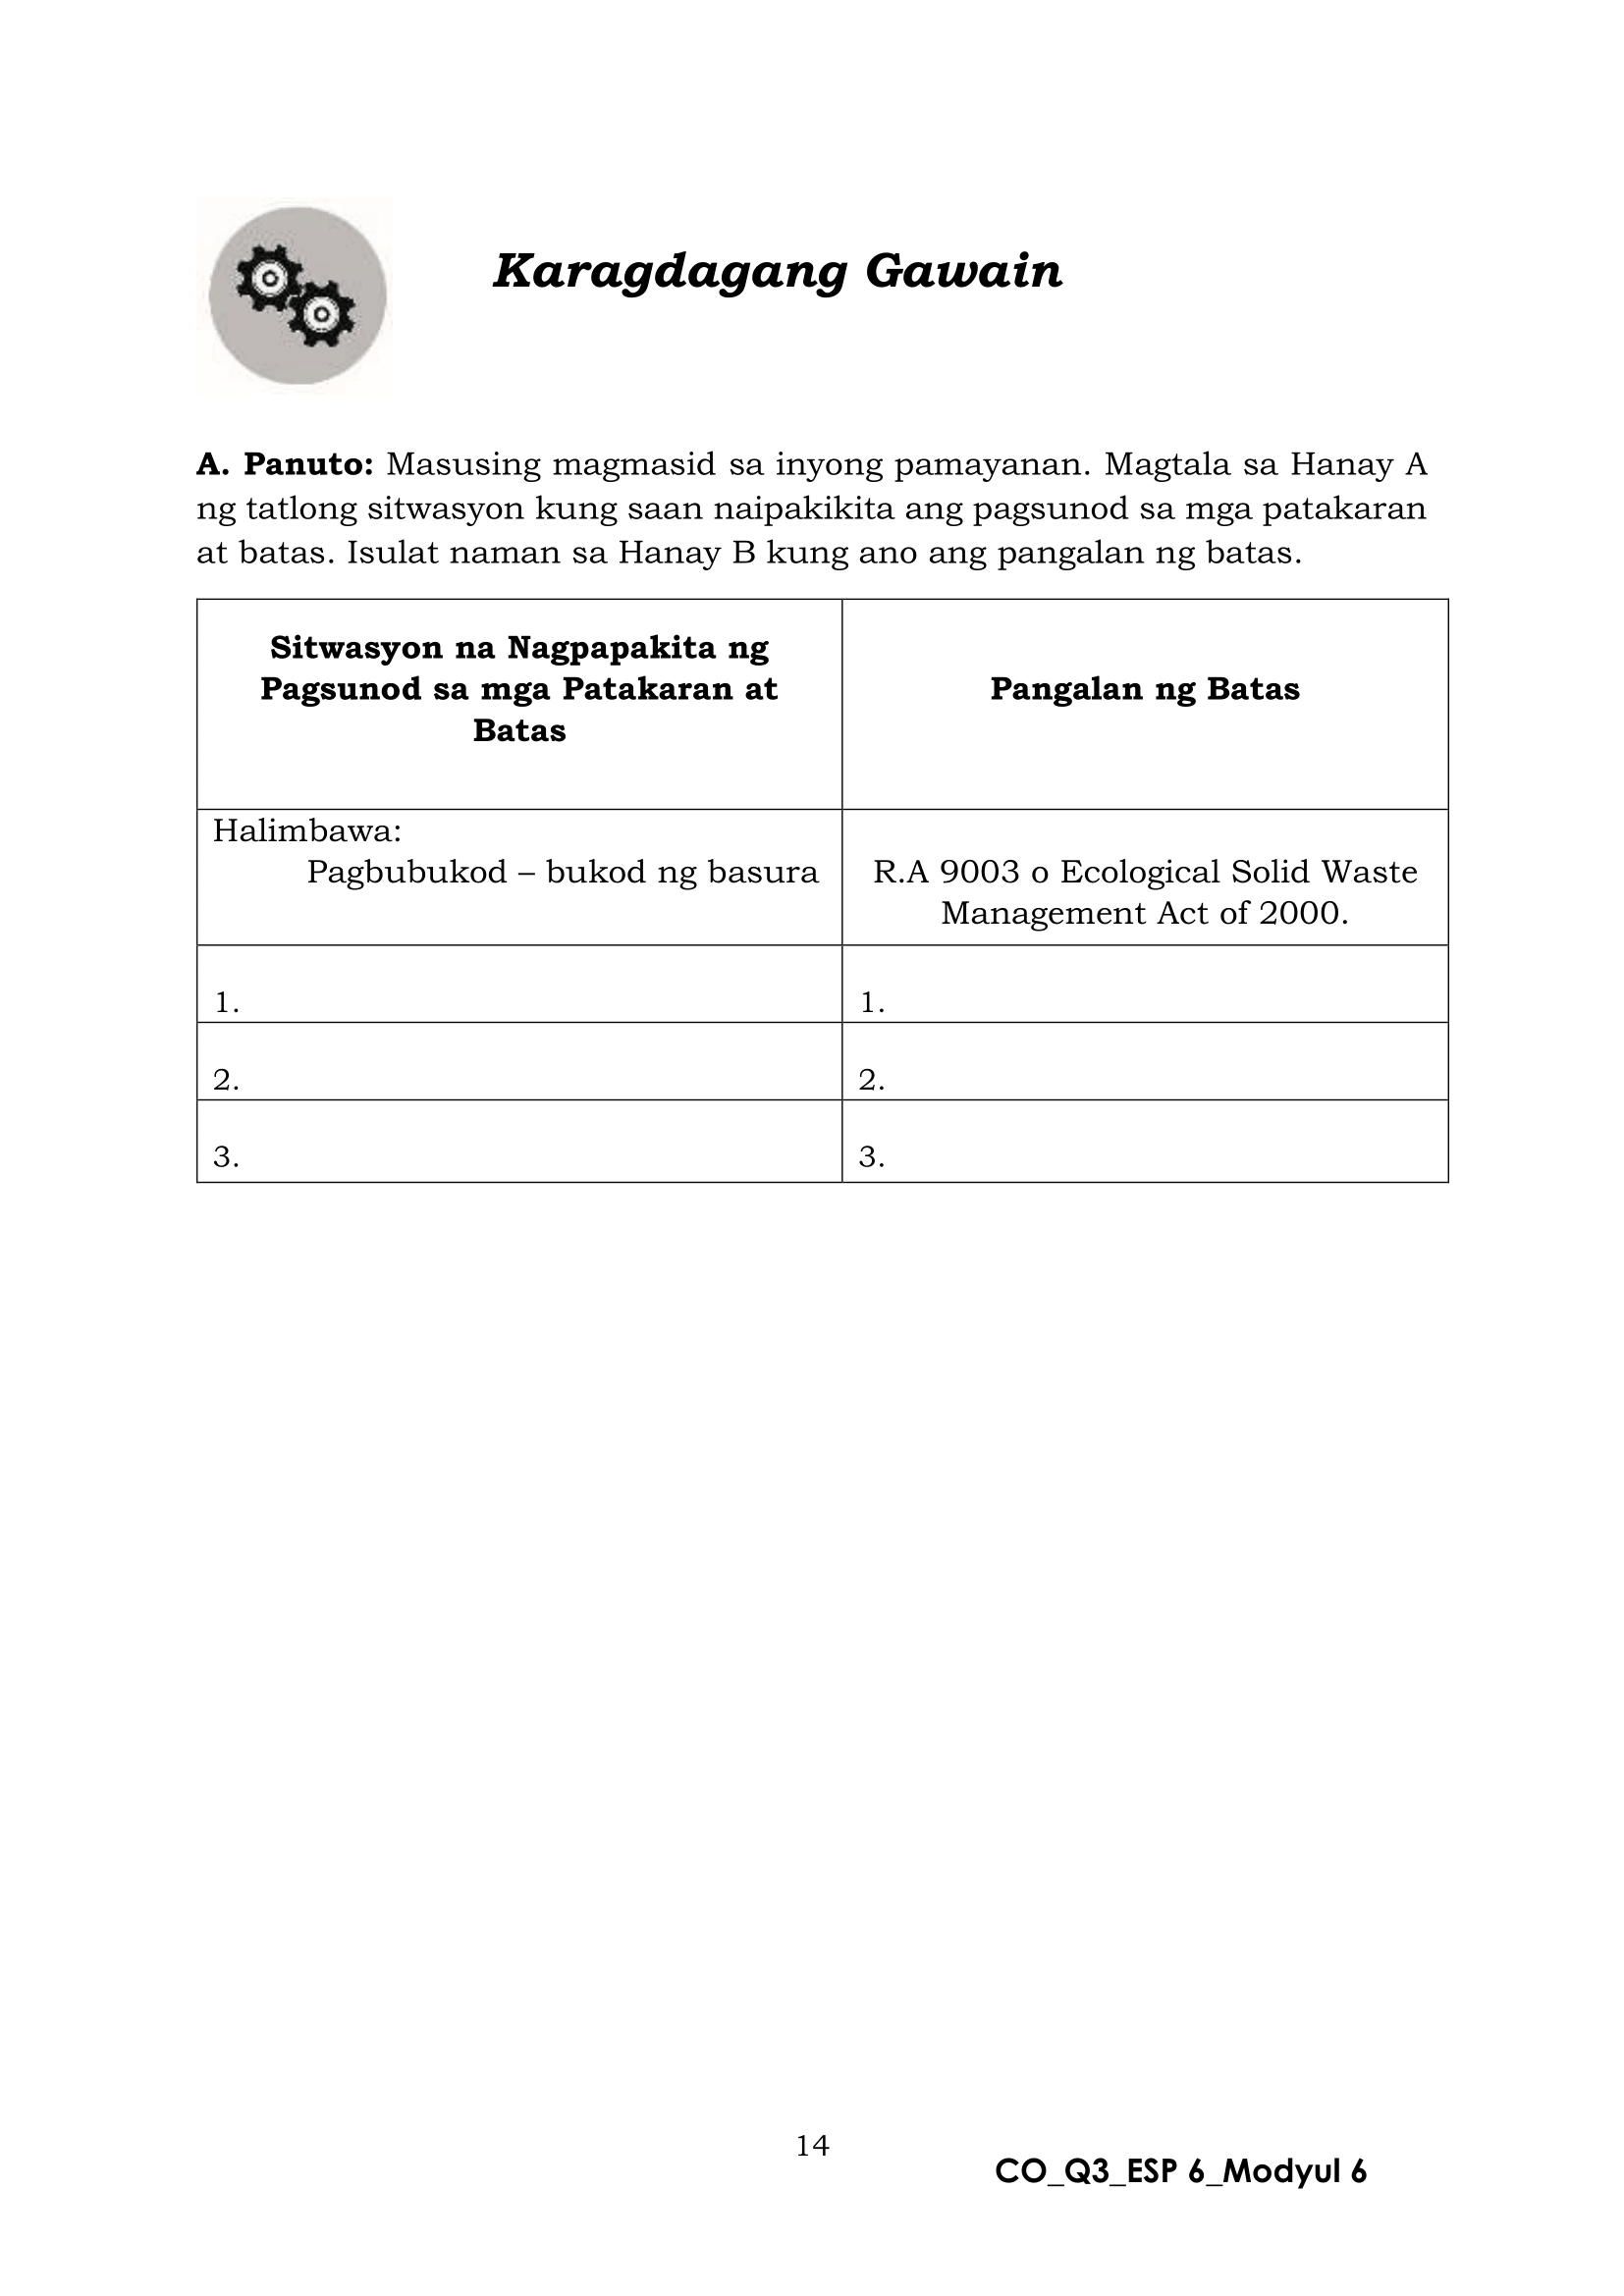 Karagdagang Gawain
A. Panuto: Masusing magmasid sa inyong pamayanan. Magtala sa Hanay A
ng tatlong sitwasyon kung saan naipakikita ang pagsunod sa mga patakaran
at batas. Isulat naman sa Hanay B kung ano ang pangalan ng batas.
Sitwasyon na Nagpapakita ng
Pagsunod sa mga Patakaran at
Batas
Pangalan ng Batas
Halimbawa:
Pagbubukod – bukod ng basura
R.A 9003 o Ecological Solid Waste
Management Act of 2000.
1.
1.
2.
2.
3.
3.
14
CO_Q3_ESP 6_Modyul 6